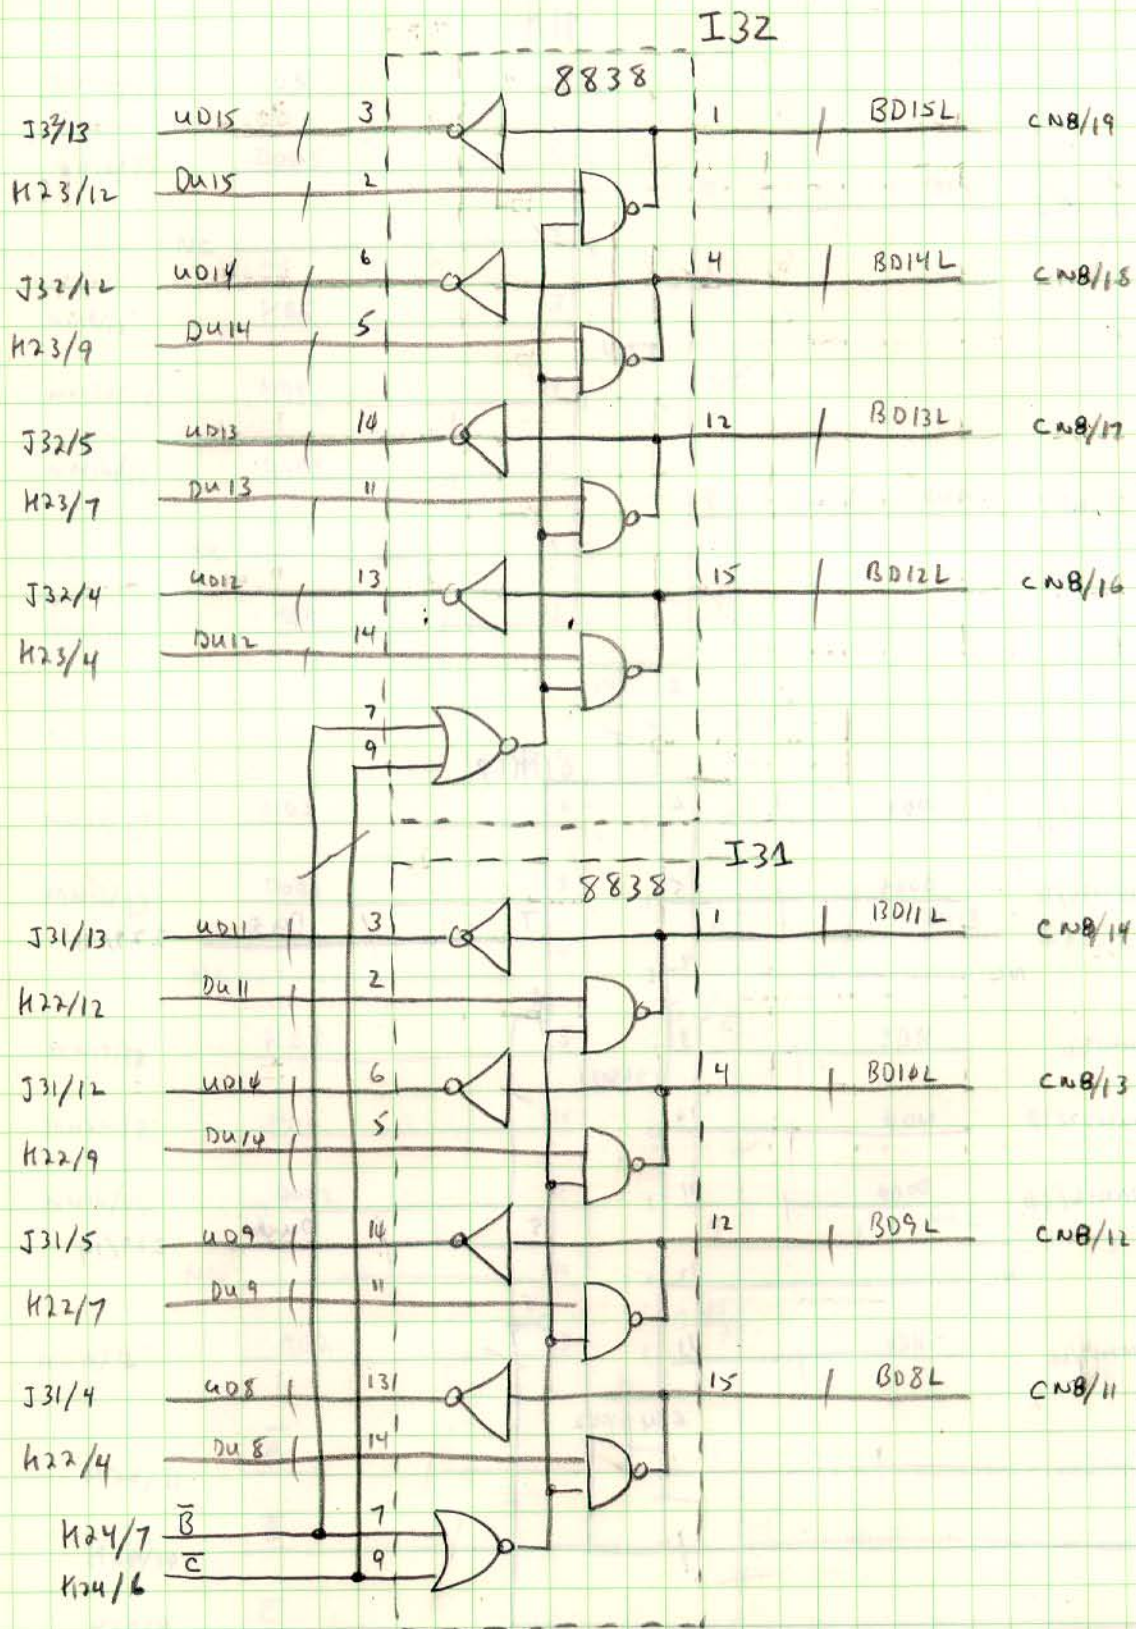 I32
8838
J32/13 UD15 3 1 BD15L CN8/19
H23/12 DU15 2
J32/12 UD14 6 4 BD14L CN8/18
H23/9 DU14 5
J32/5 UD13 14 12 BD13L CN8/17
H23/7 DU13 11
J32/4 UD12 13 15 BD12L CN8/16
H23/4 DU12 14
7
9
I31
8838
J31/13 UD11 3 1 BD11L CN8/14
H22/12 DU11 2
J31/12 UD14 6 4 BD10L CN8/13
H22/9 DU14 5
J31/5 UD9 14 12 BD9L CN8/12
H22/7 DU9 11
J31/4 UD8 13 15 BD8L CN8/11
H22/4 DU8 14
H24/7 B̅ 7
H24/6 C̅ 9